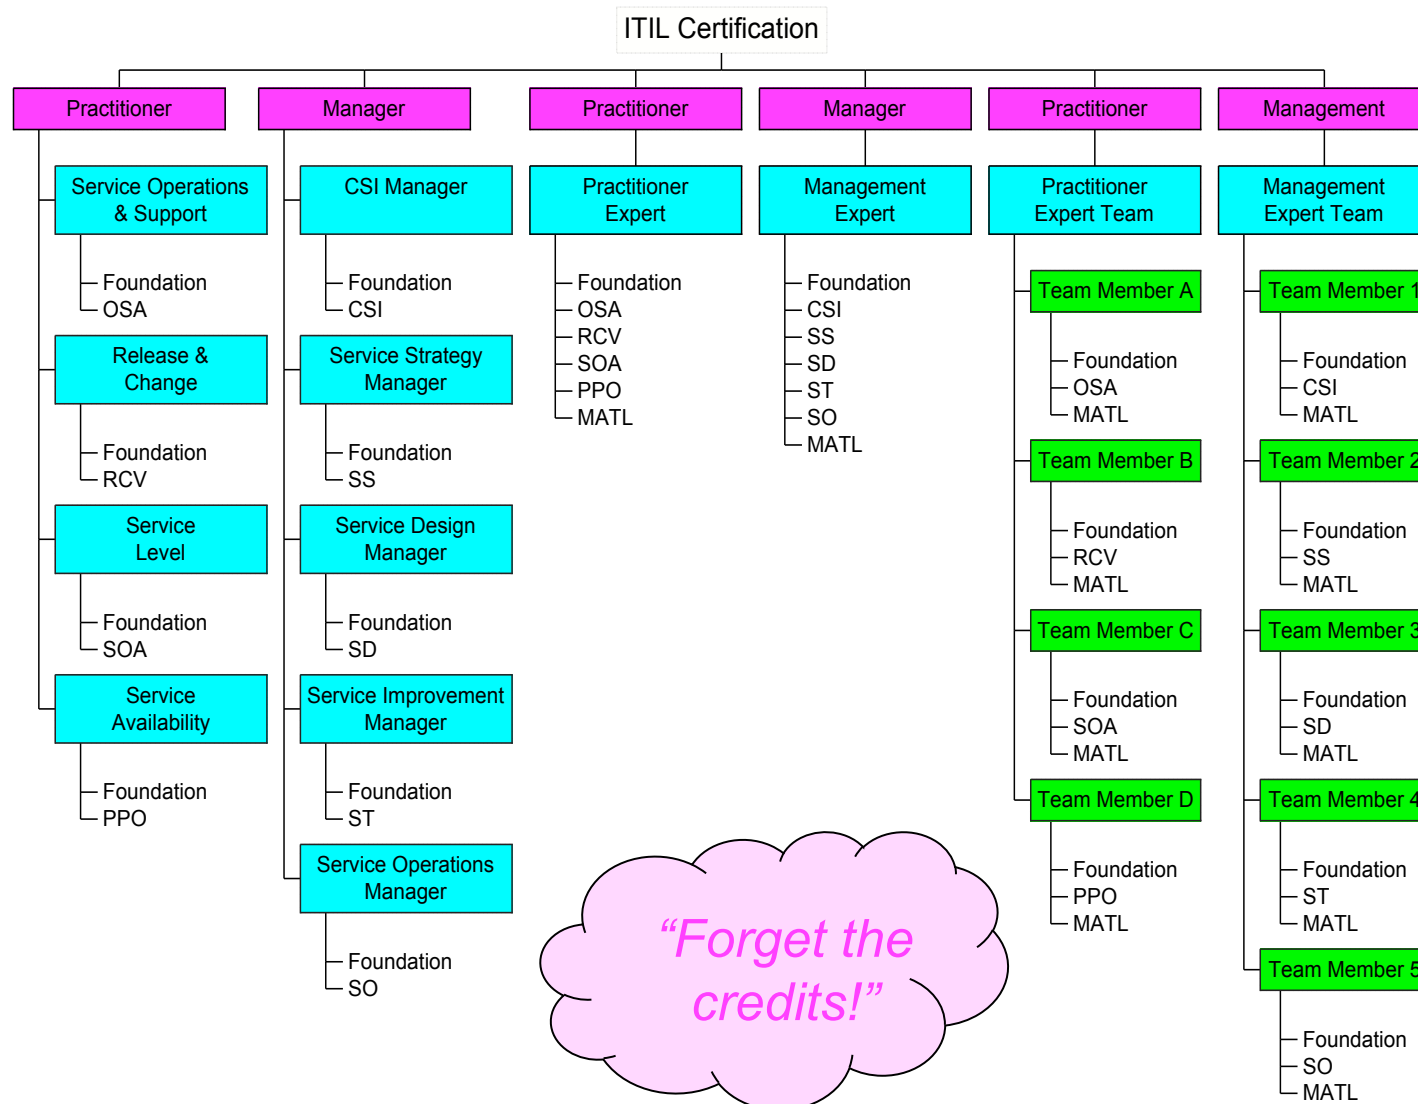 ITIL Certification
Practitioner
Service Operations
& Support
Foundation
OSA
Release &
Change
Foundation
RCV
Service
Level
Foundation
SOA
Service
Availability
Foundation
PPO
Manager
CSI Manager
Foundation
CSI
Service Strategy
Manager
Foundation
SS
Service Design
Manager
Foundation
SD
Service Improvement
Manager
Foundation
ST
Service Operations
Manager
Foundation
SO
Practitioner
Practitioner
Expert
Foundation
OSA
RCV
SOA
PPO
MATL
Manager
Management
Expert
Foundation
CSI
SS
SD
ST
SO
MATL
Practitioner
Practitioner
Expert Team
Team Member A
Foundation
OSA
MATL
Team Member B
Foundation
RCV
MATL
Team Member C
Foundation
SOA
MATL
Team Member D
Foundation
PPO
MATL
Management
Management
Expert Team
Team Member 1
Foundation
CSI
MATL
Team Member 2
Foundation
SS
MATL
Team Member 3
Foundation
SD
MATL
Team Member 4
Foundation
ST
MATL
Team Member 5
Foundation
SO
MATL
“Forget the
credits!”